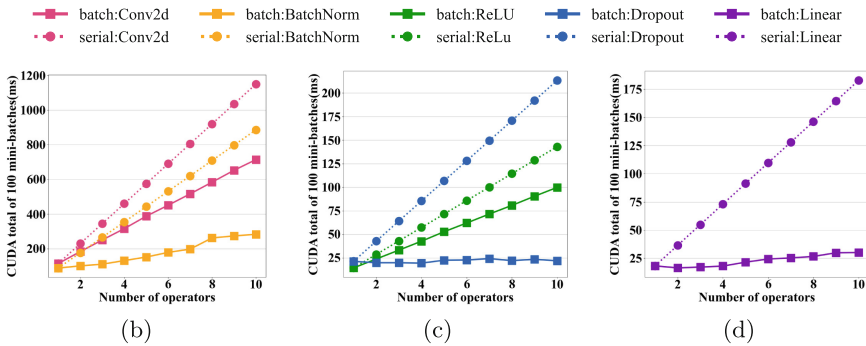 batch:Conv2d batch:BatchNorm batch:ReLU batch:Dropout batch:Linear
serial:Conv2d serial:BatchNorm serial:ReLu serial:Dropout serial:Linear
CUDA total of 100 mini-batches(ms)
1200
1000
800
600
400
200
2 4 6 8 10
Number of operators
(b)
CUDA total of 100 mini-batches(ms)
200
175
150
125
100
75
50
25
2 4 6 8 10
Number of operators
(c)
CUDA total of 100 mini-batches(ms)
175
150
125
100
75
50
25
2 4 6 8 10
Number of operators
(d)